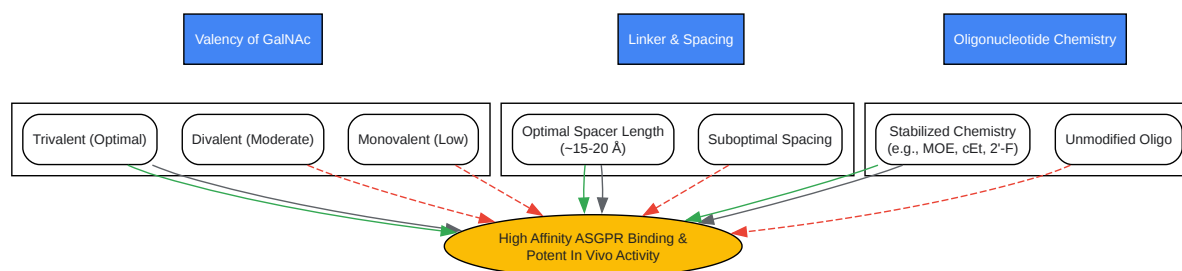 Valency of GalNAc
Linker & Spacing
Oligonucleotide Chemistry
Trivalent (Optimal)
Divalent (Moderate)
Monovalent (Low)
Optimal Spacer Length
(~15-20 Å)
Suboptimal Spacing
Stabilized Chemistry
(e.g., MOE, cEt, 2'-F)
Unmodified Oligo
High Affinity ASGPR Binding &
Potent In Vivo Activity